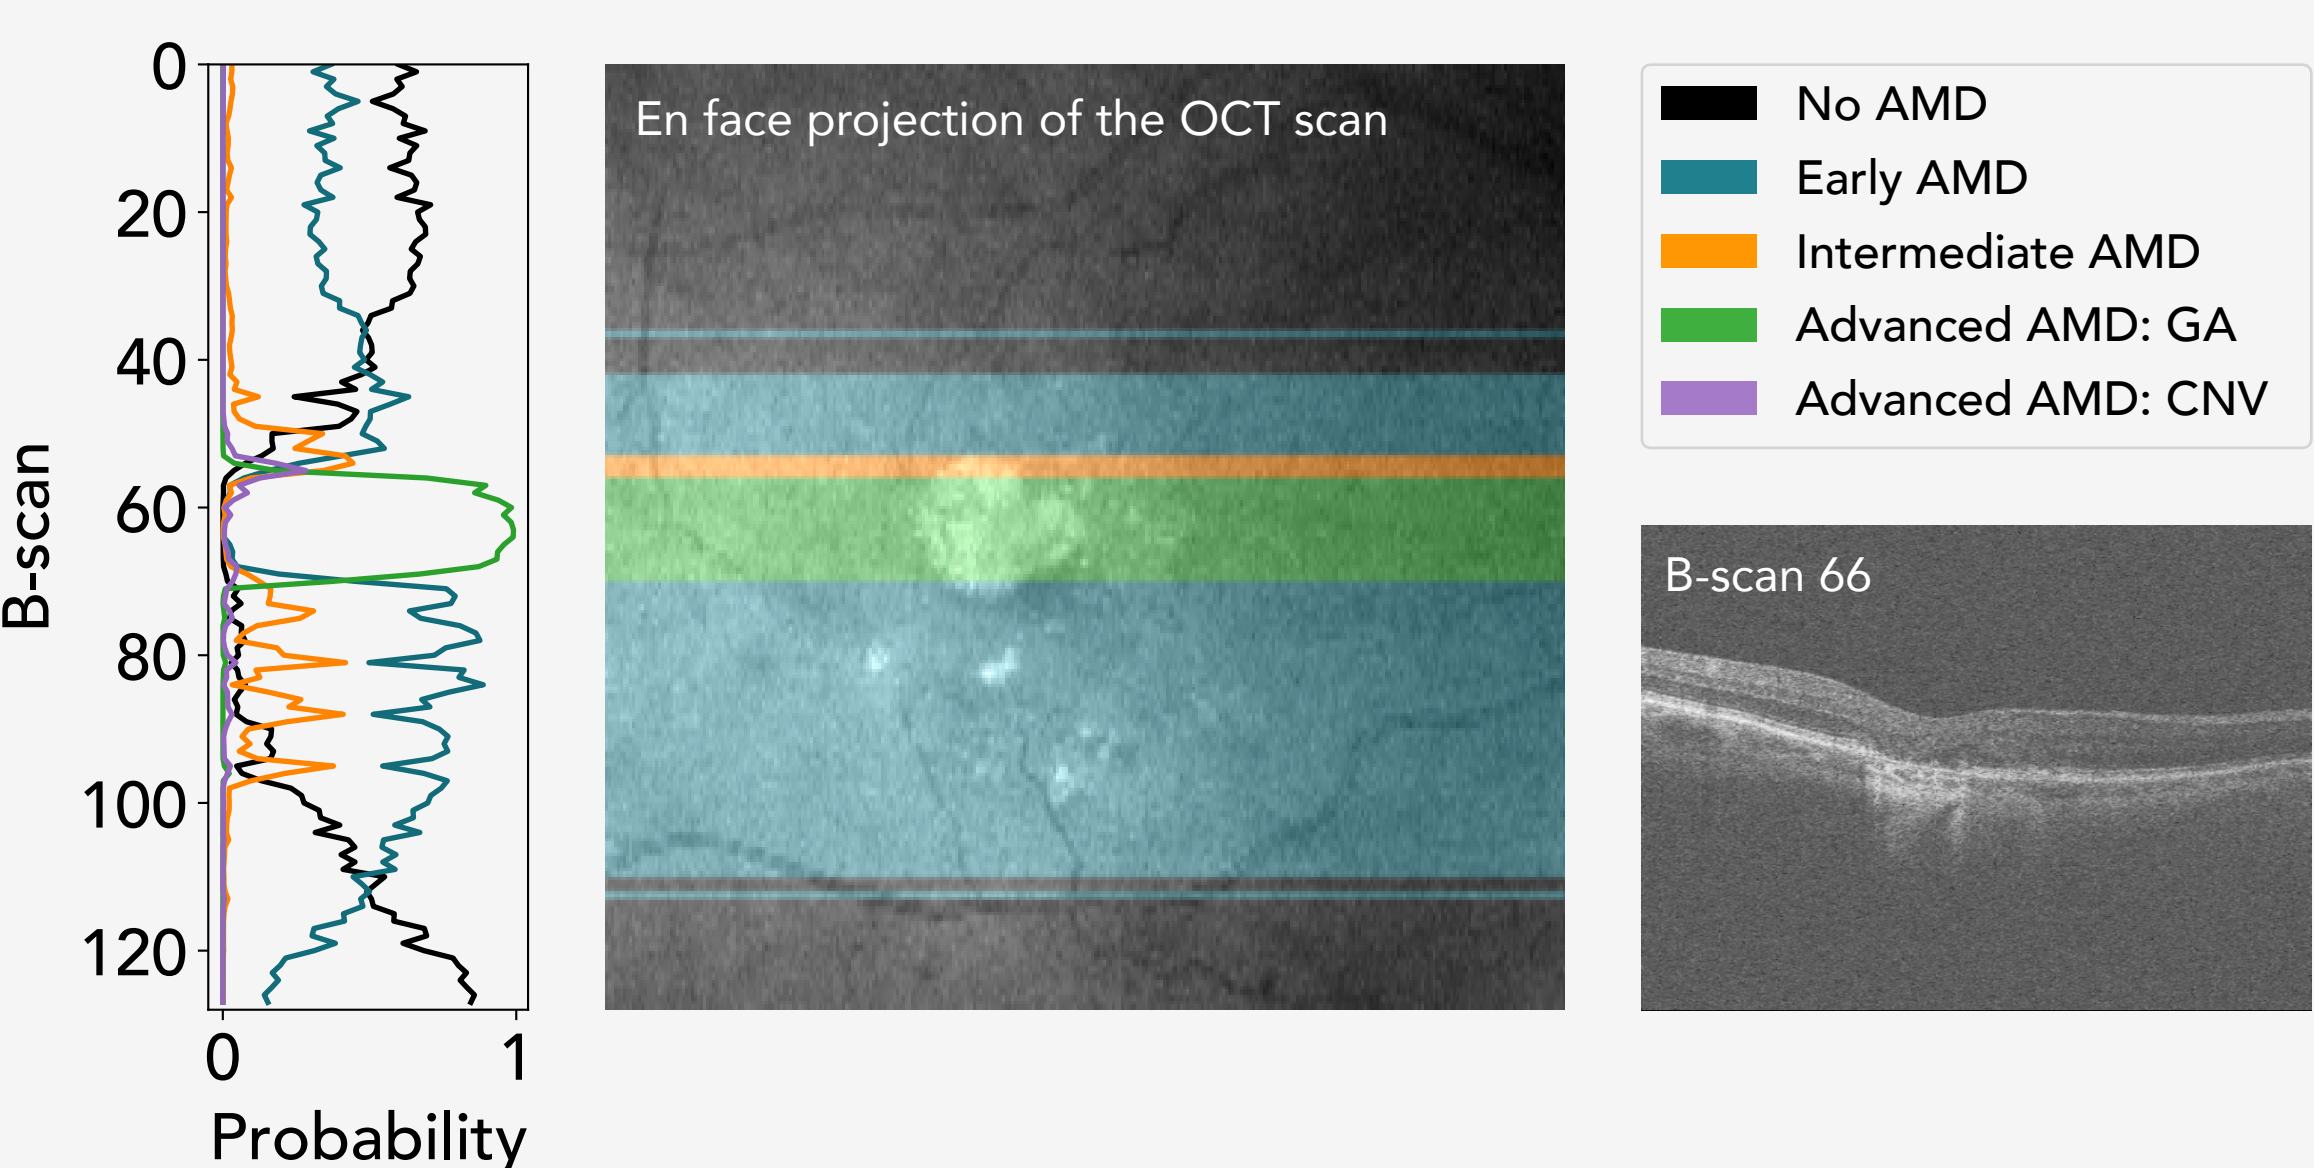 0
20
40
60
80
100
120
B-scan
0 1
Probability
En face projection of the OCT scan
No AMD
Early AMD
Intermediate AMD
Advanced AMD: GA
Advanced AMD: CNV
B-scan 66